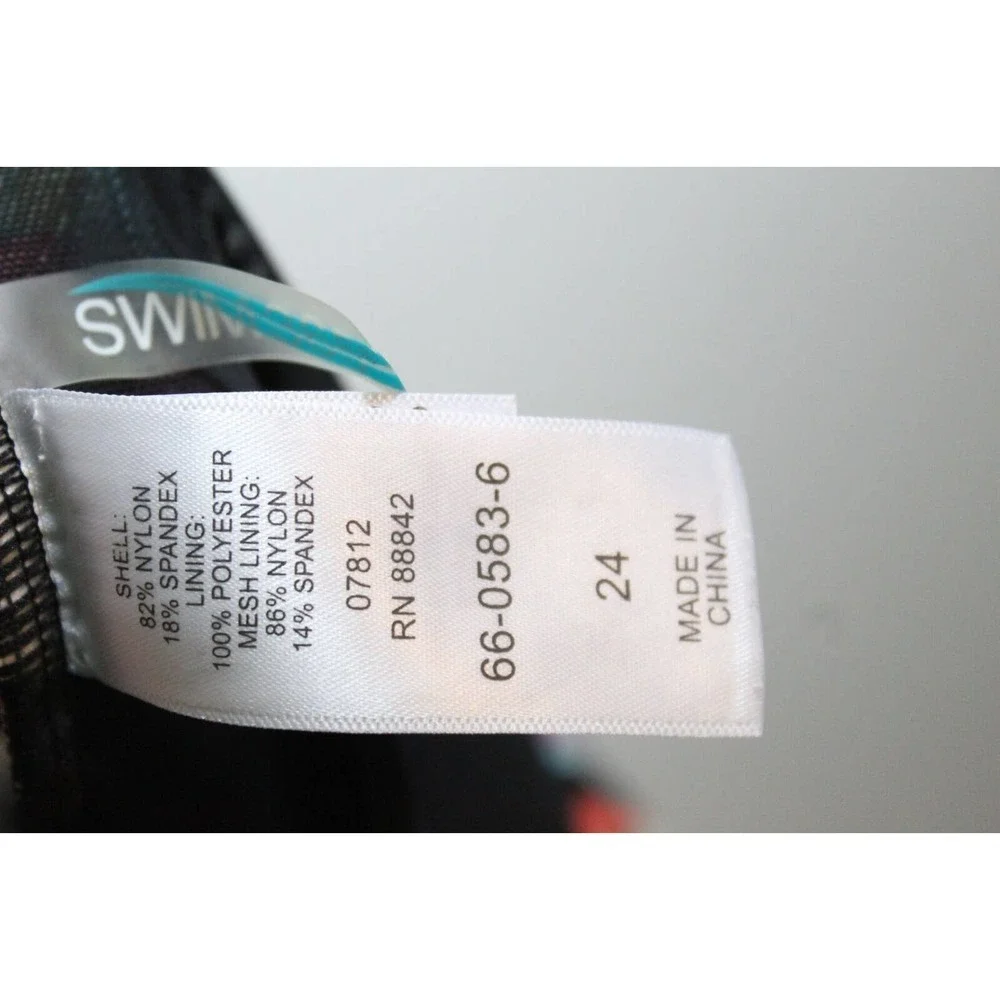 SWIM
SHELL:
82% NYLON
18% SPANDEX
LINING:
100% POLYESTER
MESH LINING:
86% NYLON
14% SPANDEX
07812
RN 88842
66-0583-6
24
MADE IN
CHINA